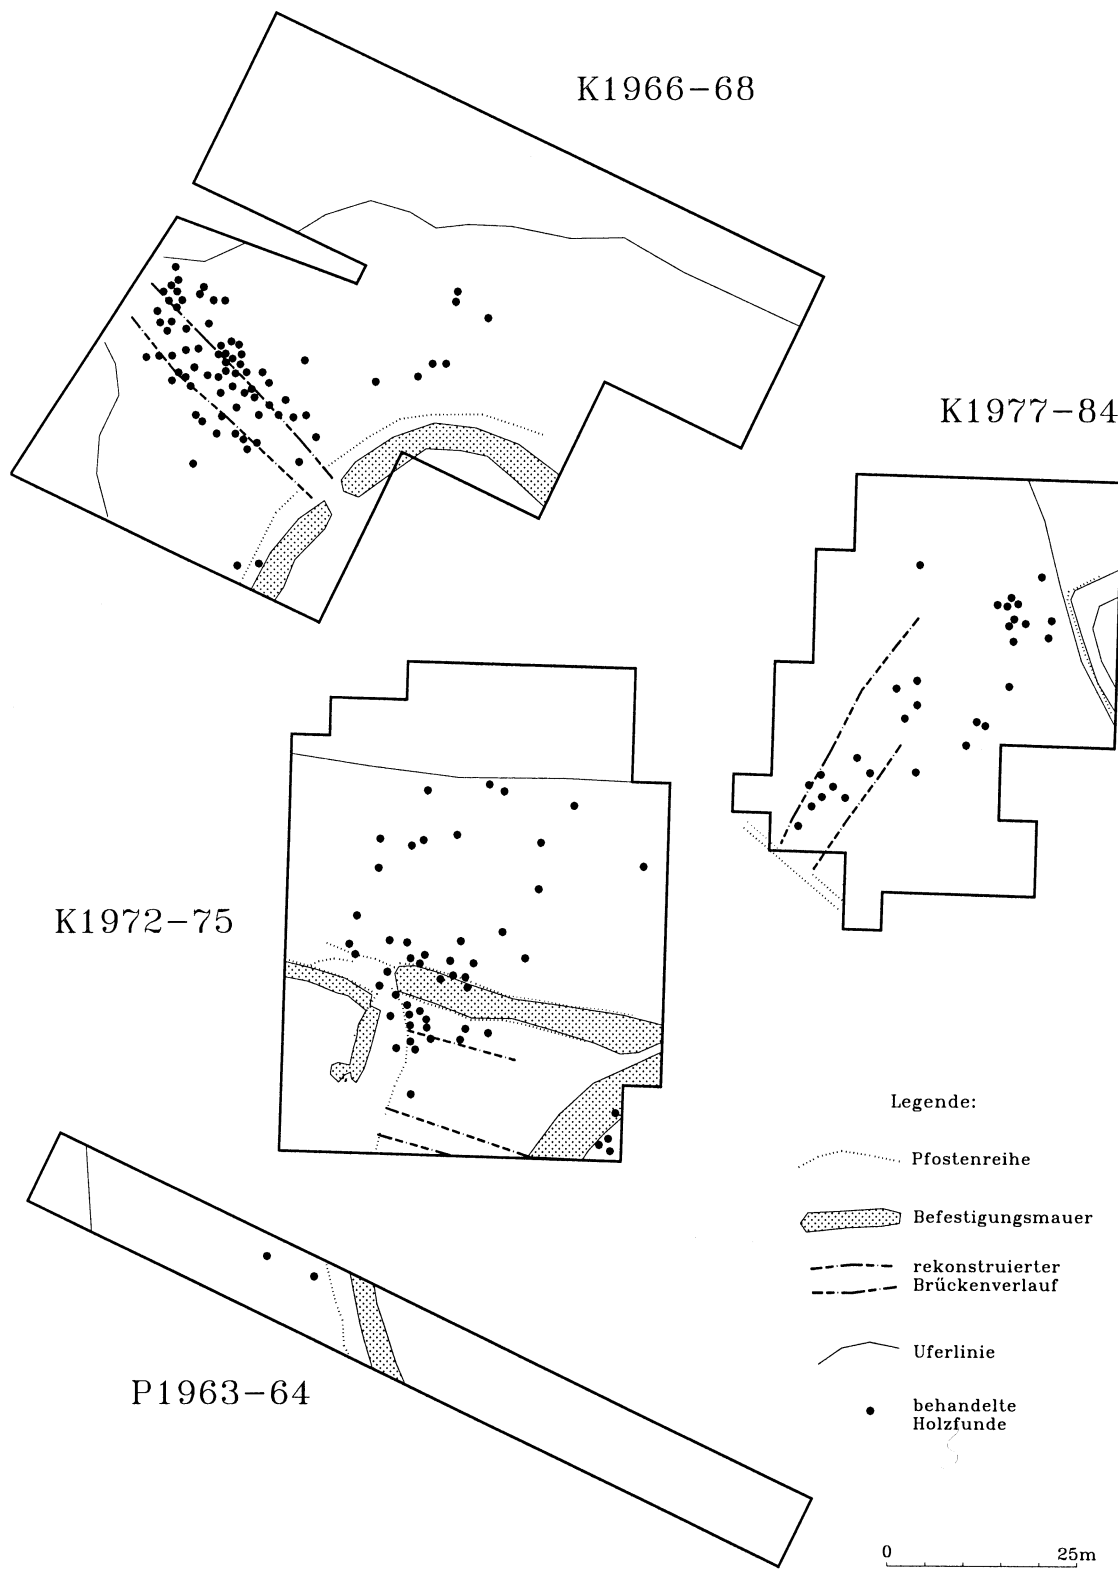 K1966-68
K1977-84
K1972-75
P1963-64
Legende:
Pfostenreihe
Befestigungsmauer
rekonstruierter
Brückenverlauf
Uferlinie
behandelte
Holzfunde
0 25m